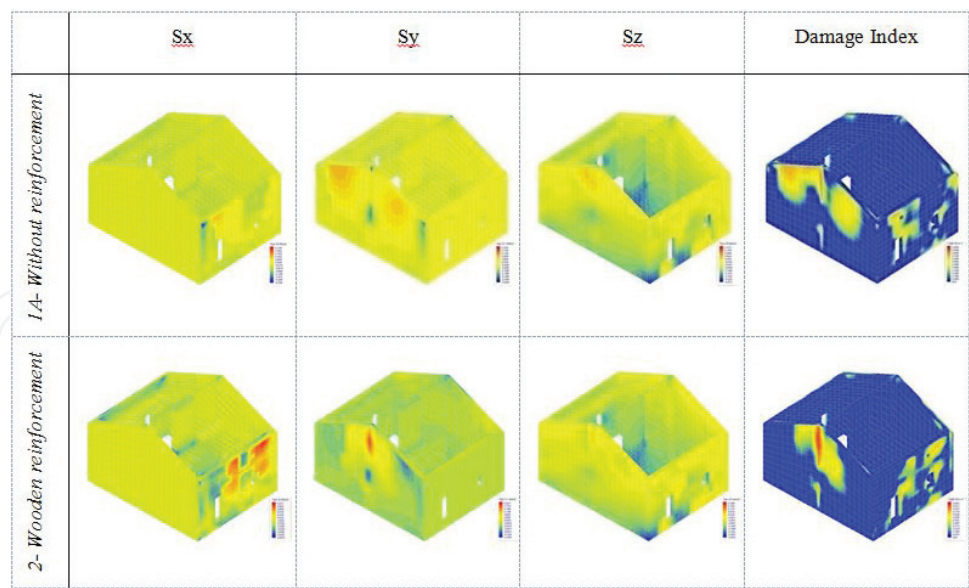 Sx Sy Sz Damage Index
1A- Without reinforcement
2- Wooden reinforcement